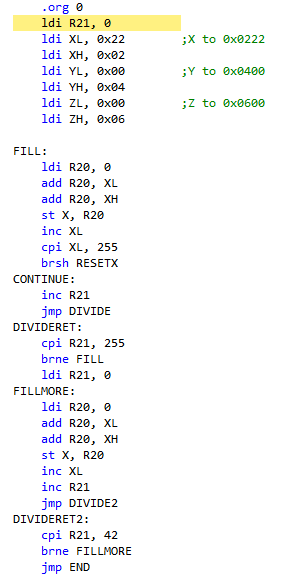 .org 0
ldi R21, 0
ldi XL, 0x22 ;X to 0x0222
ldi XH, 0x02
ldi YL, 0x00 ;Y to 0x0400
ldi YH, 0x04
ldi ZL, 0x00 ;Z to 0x0600
ldi ZH, 0x06
FILL:
ldi R20, 0
add R20, XL
add R20, XH
st X, R20
inc XL
cpi XL, 255
brsh RESETX
CONTINUE:
inc R21
jmp DIVIDE
DIVIDERET:
cpi R21, 255
brne FILL
ldi R21, 0
FILLMORE:
ldi R20, 0
add R20, XL
add R20, XH
st X, R20
inc XL
inc R21
jmp DIVIDE2
DIVIDERET2:
cpi R21, 42
brne FILLMORE
jmp END